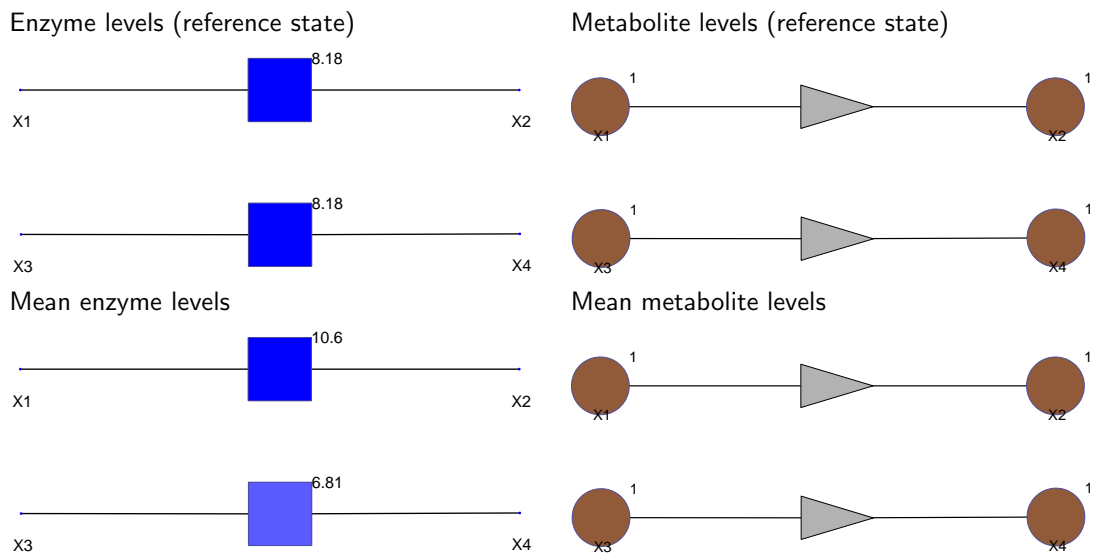 Enzyme levels (reference state)
8.18
X1
X2
8.18
X3
X4
Metabolite levels (reference state)
1
1
X1
X2
1
1
X3
X4
Mean enzyme levels
10.6
X1
X2
6.81
X3
X4
Mean metabolite levels
1
1
X1
X2
1
1
X3
X4